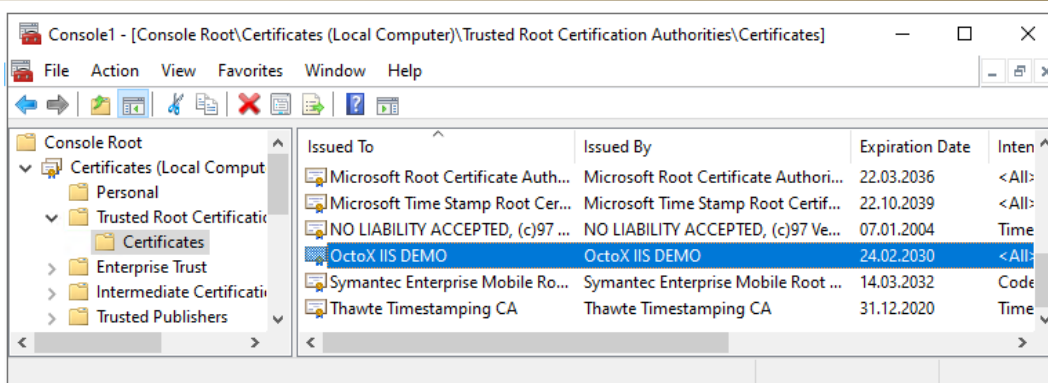 Console1 - [Console Root\Certificates (Local Computer)\Trusted Root Certification Authorities\Certificates]
File Action View Favorites Window Help
Console Root
Certificates (Local Comput
Personal
Trusted Root Certificatic
Certificates
Enterprise Trust
Intermediate Certificatie
Trusted Publishers
Issued To Issued By Expiration Date Inten
Microsoft Root Certificate Auth... Microsoft Root Certificate Authori... 22.03.2036 <All>
Microsoft Time Stamp Root Cer... Microsoft Time Stamp Root Certif... 22.10.2039 <All>
NO LIABILITY ACCEPTED, (c)97 ... NO LIABILITY ACCEPTED, (c)97 Ve... 07.01.2004 Time
OctoX IIS DEMO OctoX IIS DEMO 24.02.2030 <All>
Symantec Enterprise Mobile Ro... Symantec Enterprise Mobile Root ... 14.03.2032 Code
Thawte Timestamping CA Thawte Timestamping CA 31.12.2020 Time